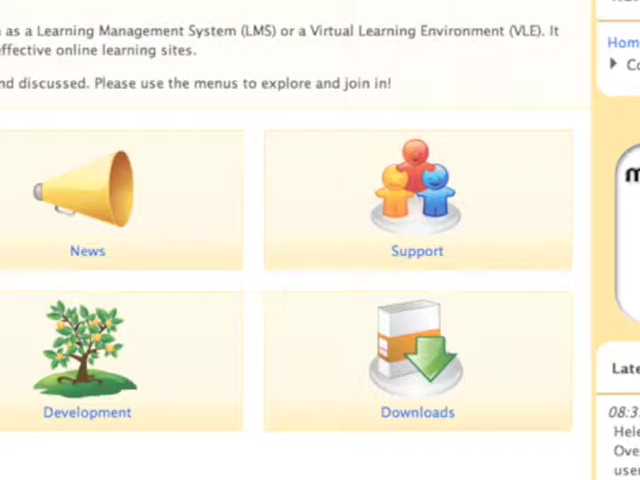 as a Learning Management System (LMS) or a Virtual Learning Environment (VLE). It
effective online learning sites.
nd discussed. Please use the menus to explore and join in!
News
Support
Development
Downloads
Hom
Co
m
Late
08:3
Hele
Ove
user